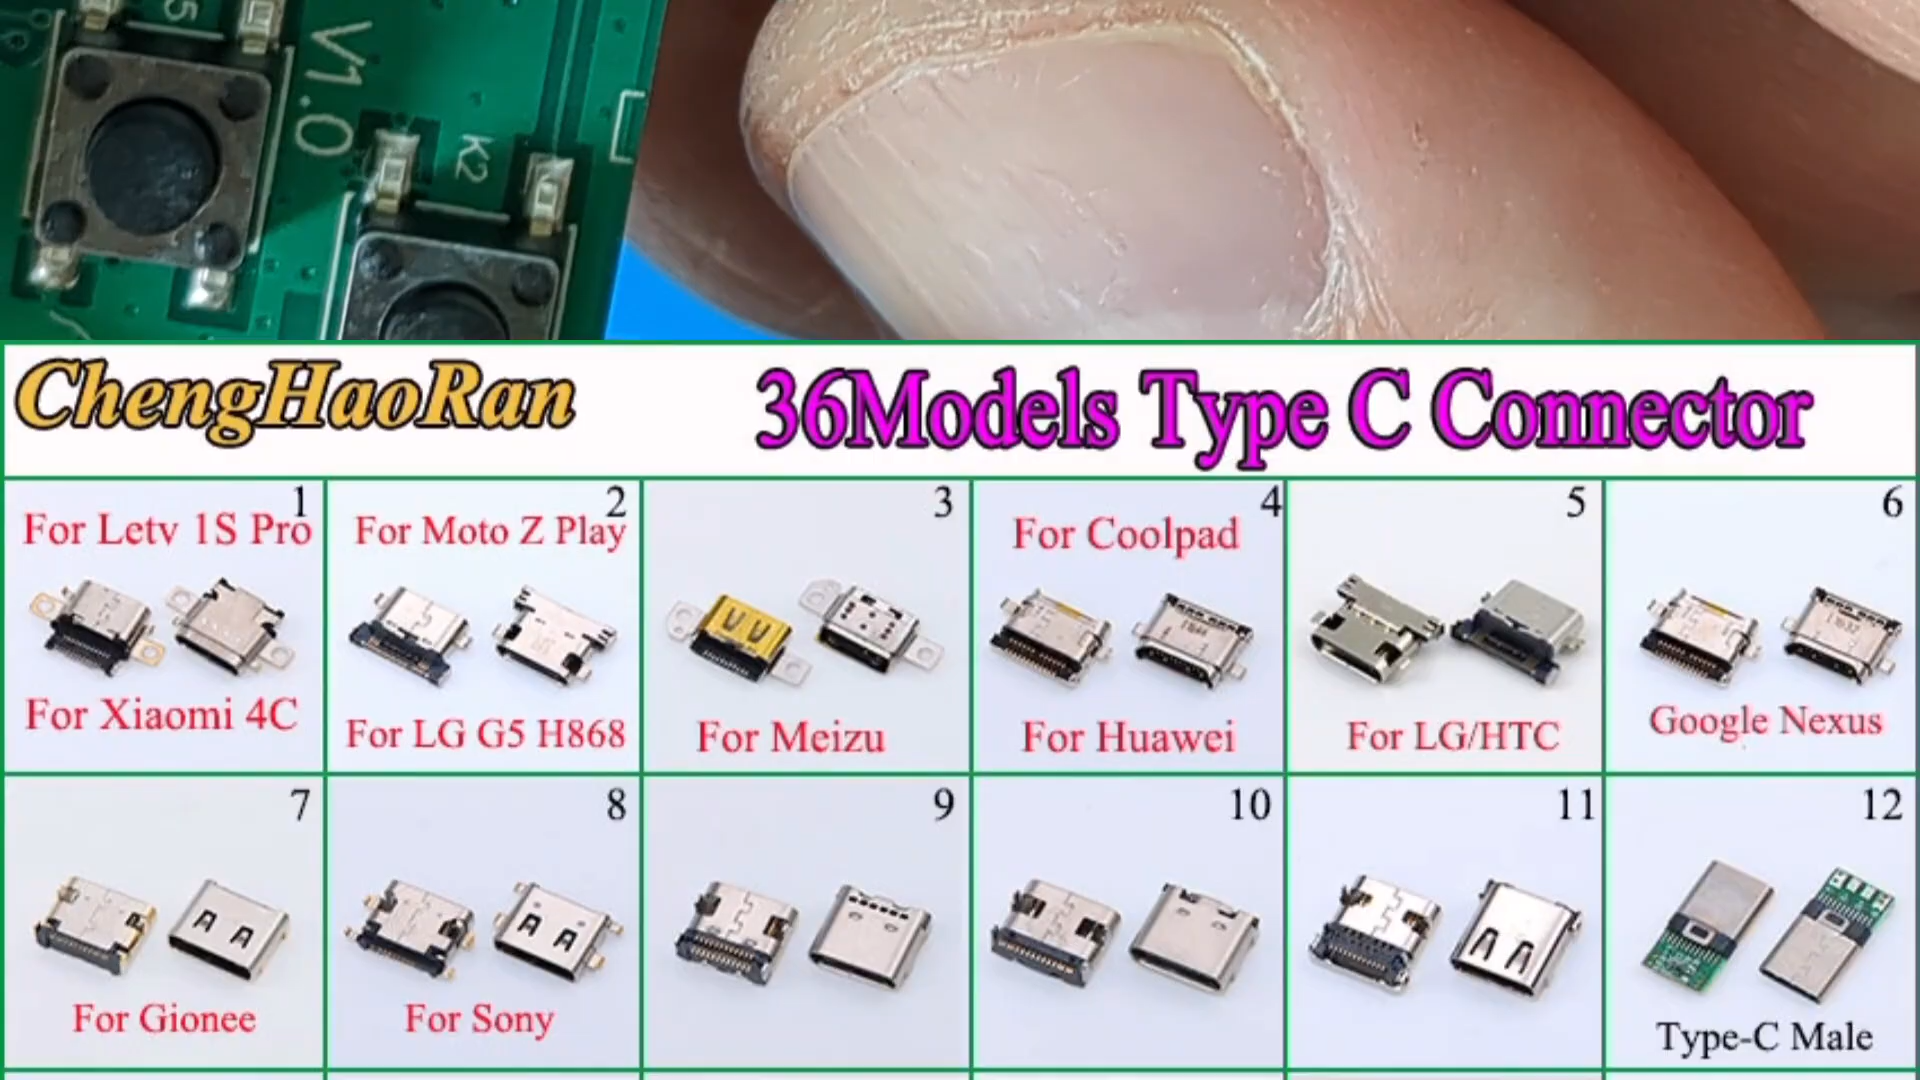 5
V1.0
K2
ChengHaoRan
36Models Type C Connector
1
For Letv 1S Pro
For Xiaomi 4C
2
For Moto Z Play
For LG G5 H868
3
For Meizu
4
For Coolpad
For Huawei
5
For LG/HTC
6
Google Nexus
7
For Gionee
8
For Sony
9
10
11
12
Type-C Male